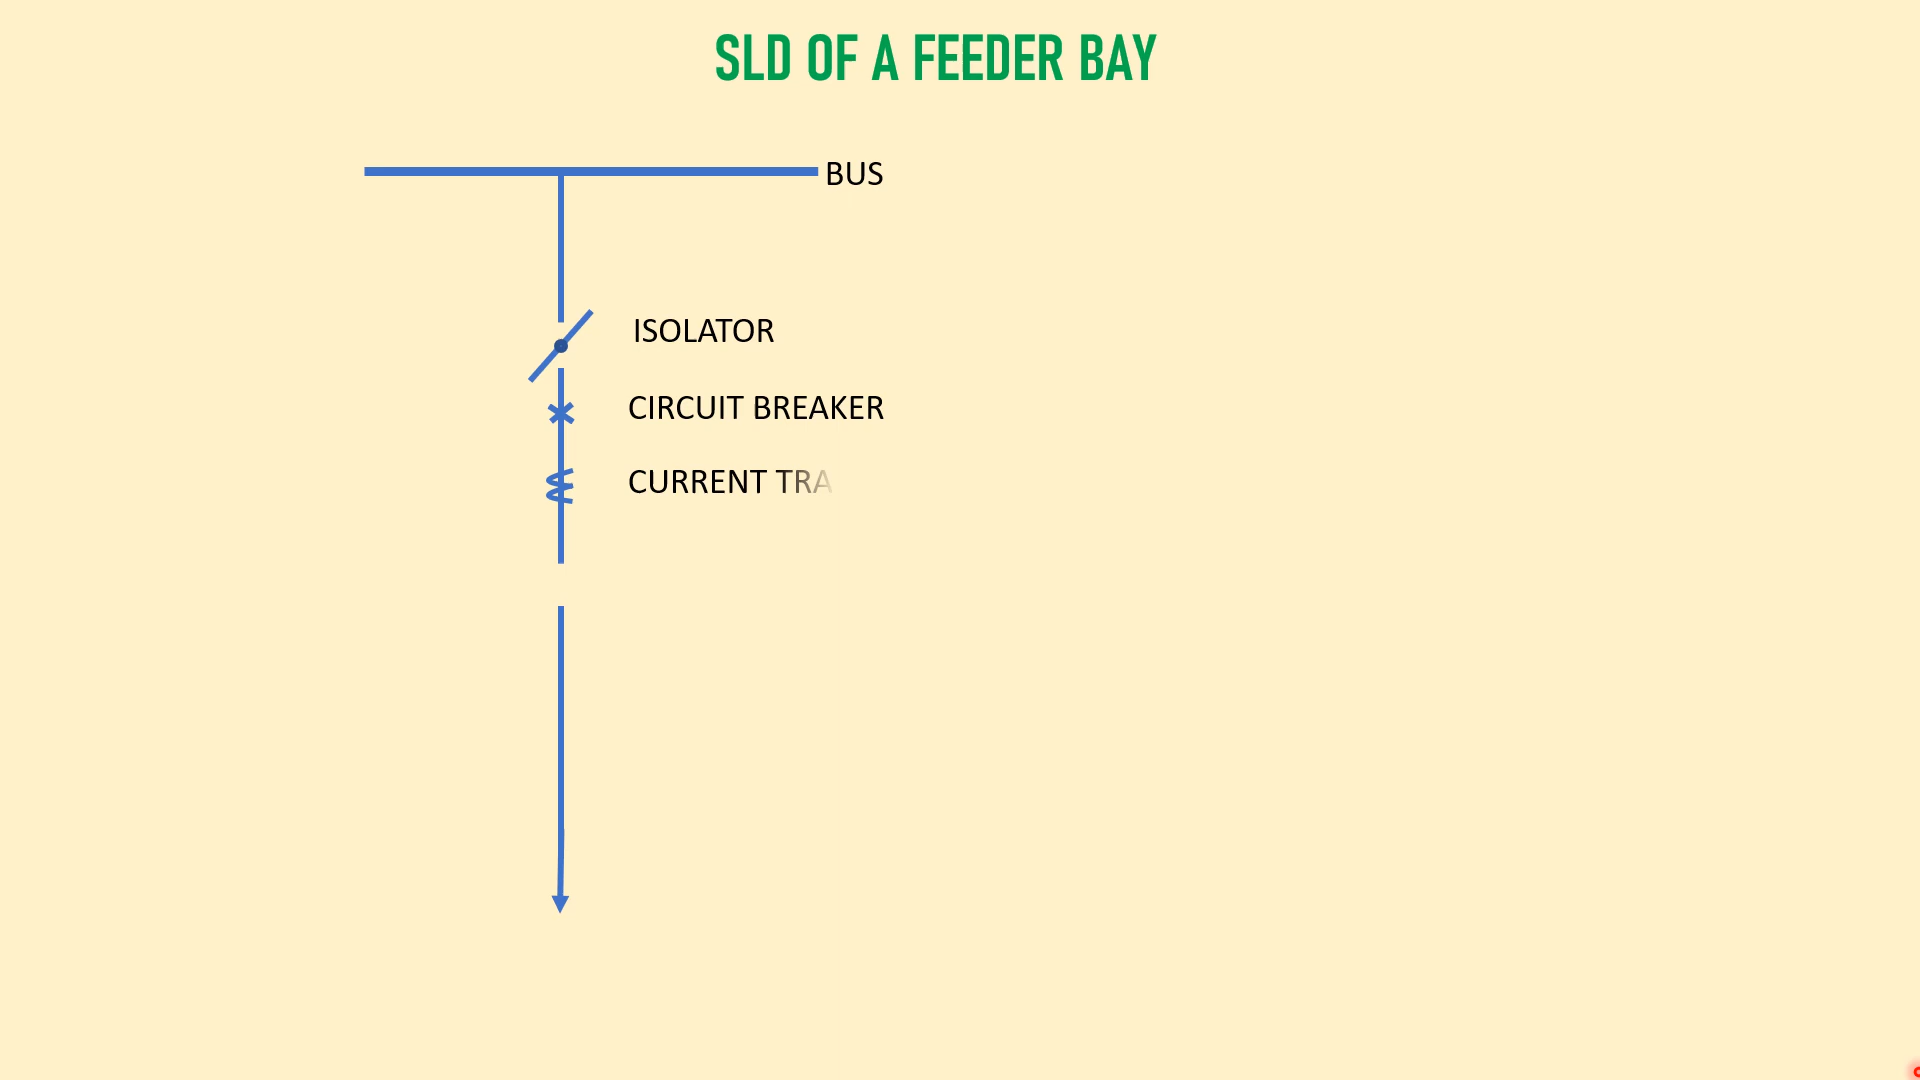 SLD OF A FEEDER BAY
BUS
ISOLATOR
CIRCUIT BREAKER
CURRENT TRA